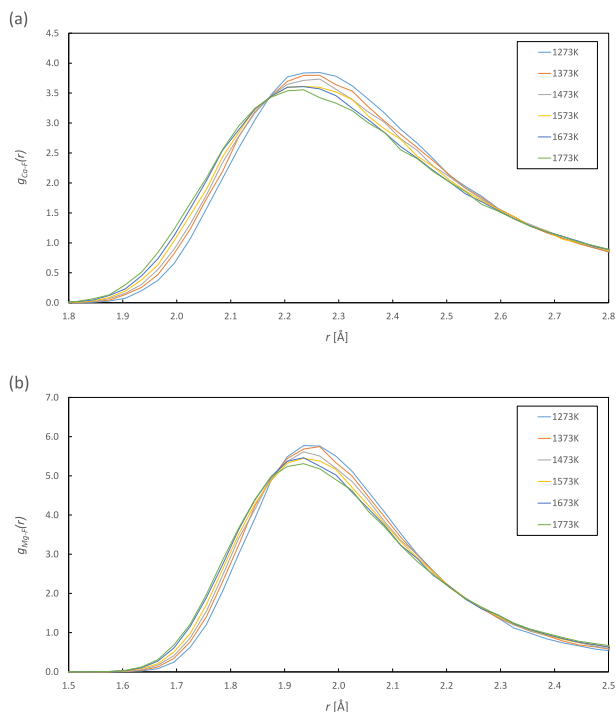 (a)
4.5
4.0
3.5
3.0
2.5
2.0
1.5
1.0
0.5
0.0
g_{Ca-F}(r)
1273K
1373K
1473K
1573K
1673K
1773K
1.8 1.9 2.0 2.1 2.2 2.3 2.4 2.5 2.6 2.7 2.8
r [Å]
(b)
7.0
6.0
5.0
4.0
3.0
2.0
1.0
0.0
g_{Mg-F}(r)
1273K
1373K
1473K
1573K
1673K
1773K
1.5 1.6 1.7 1.8 1.9 2.0 2.1 2.2 2.3 2.4 2.5
r [Å]